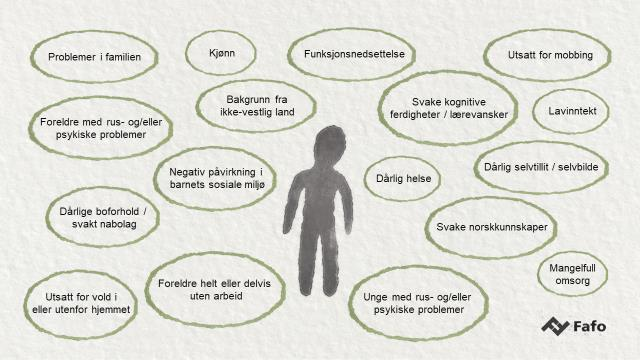 Problemer i familien
Kjønn
Funksjonsnedsettelse
Utsatt for mobbing
Bakgrunn fra
ikke-vestlig land
Svake kognitive
ferdigheter / lærevansker
Lavinntekt
Foreldre med rus- og/eller
psykiske problemer
Negativ påvirkning i
barnets sosiale miljø
Dårlig helse
Dårlig selvtillit / selvbilde
Dårlige boforhold /
svakt nabolag
Svake norskkunnskaper
Mangelfull
omsorg
Foreldre helt eller delvis
uten arbeid
Utsatt for vold i
eller utenfor hjemmet
Unge med rus- og/eller
psykiske problemer
Fafo